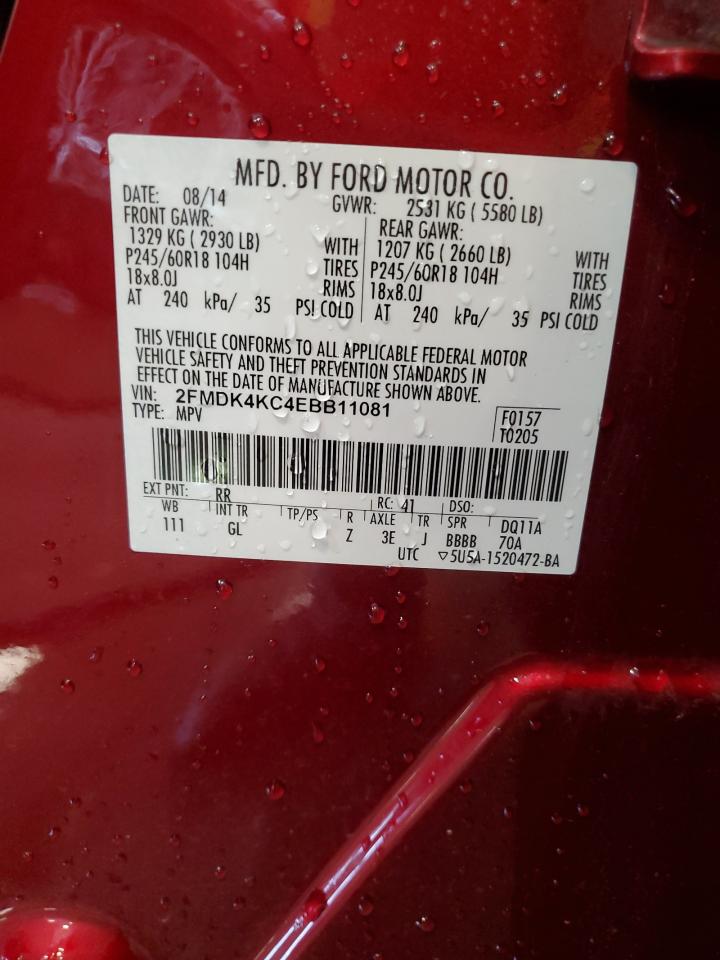 MFD. BY FORD MOTOR CO.
DATE: 08/14 GVWR: 2531 KG ( 5580 LB)
FRONT GAWR: REAR GAWR:
1329 KG ( 2930 LB) WITH 1207 KG ( 2660 LB) WITH
P245/60R18 104H TIRES P245/60R18 104H TIRES
18x8.0J RIMS 18x8.0J RIMS
AT 240 kPa/ 35 PSI COLD AT 240 kPa/ 35 PSI COLD
THIS VEHICLE CONFORMS TO ALL APPLICABLE FEDERAL MOTOR
VEHICLE SAFETY AND THEFT PREVENTION STANDARDS IN
EFFECT ON THE DATE OF MANUFACTURE SHOWN ABOVE.
VIN: 2FMDK4KC4EBB11081
TYPE: MPV
F0157
T0205
EXT PNT: RR RC: 41 DSO:
WB INT TR TP/PS R AXLE TR SPR DQ11A
111 GL Z 3E J BBBB 70A
UTC ▽5U5A-1520472-BA